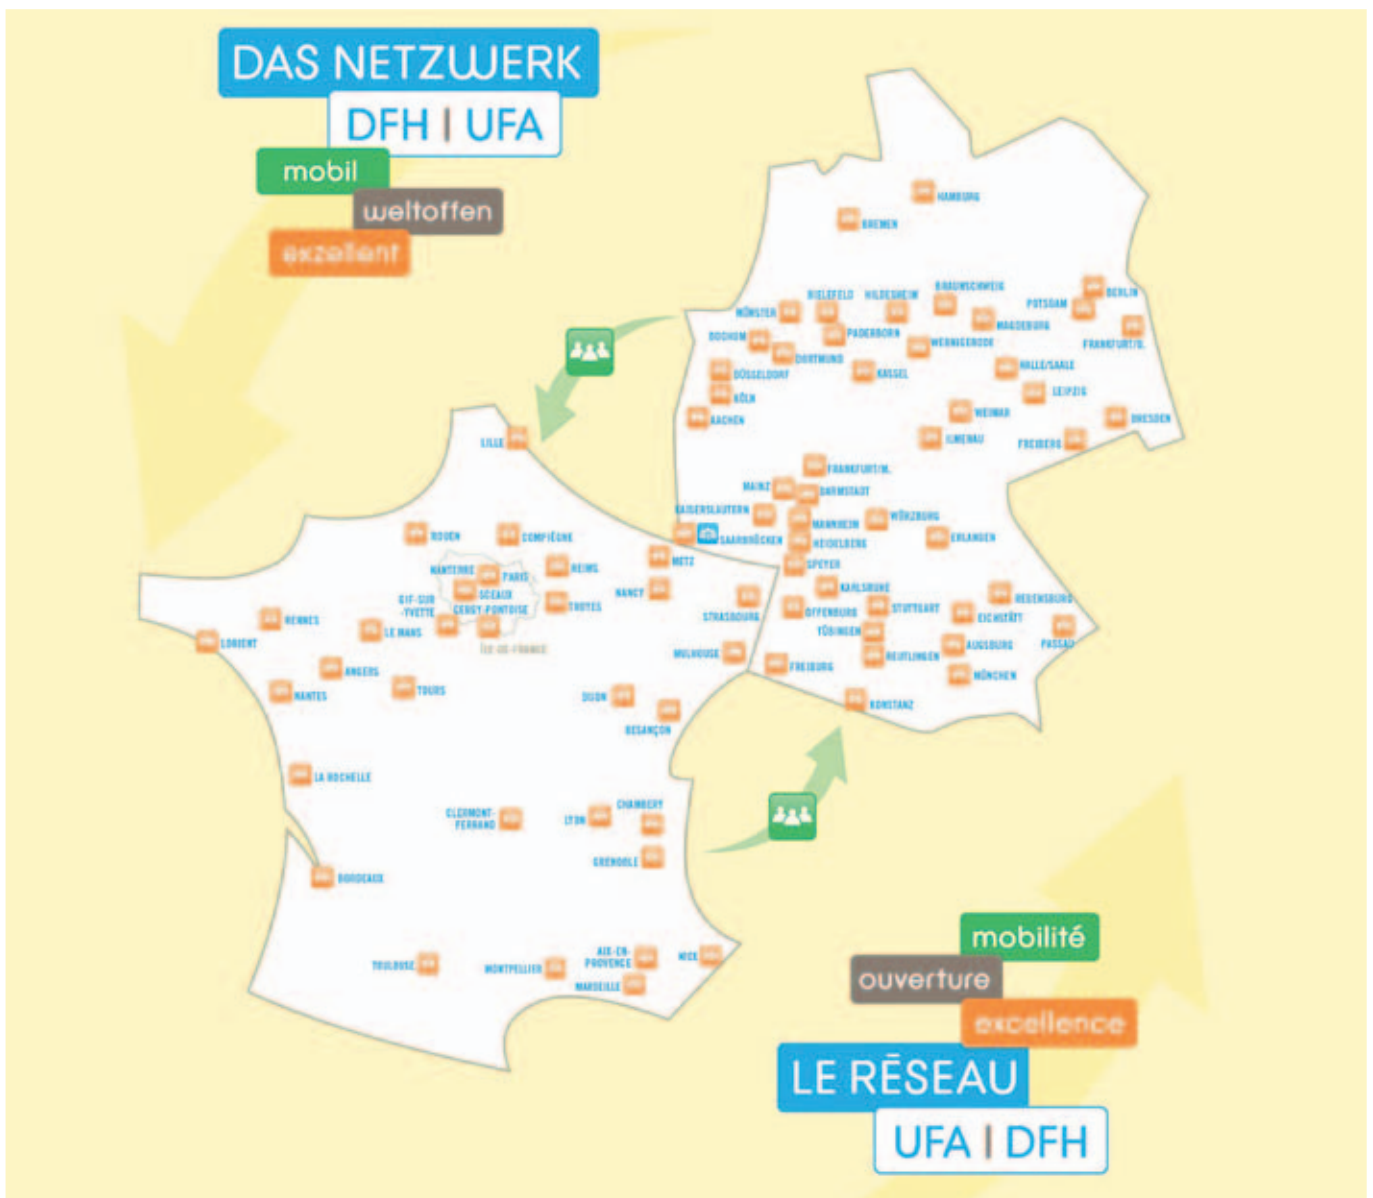 DAS NETZWERK
DFH | UFA
mobil
weltoffen
exzellent
HAMBURG
BREMEN
BIELEFELD
HILDESHEIM
BRAUNSCHWEIG
BERLIN
POTSDAM
MÜNSTER
MAGDEBURG
FRANKFURT/O.
BOCHUM
PADERBORN
WERNIGERODE
DORTMUND
DÜSSELDORF
KASSEL
HALLE/SAALE
KÖLN
LEIPZIG
AACHEN
WEIMAR
DRESDEN
ILMENAU
FREIBERG
LILLE
FRANKFURT/M.
MAINZ
DARMSTADT
KAISERSLAUTERN
MANNHEIM
WÜRZBURG
SAARBRÜCKEN
HEIDELBERG
ERLANGEN
ROUEN
COMPIÈGNE
METZ
SPEYER
NANTERRE
PARIS
REIMS
NANCY
KARLSRUHE
REGENSBURG
SCEAUX
GIF-SUR
-YVETTE
CERGY-PONTOISE
TROYES
STRASBOURG
OFFENBURG
STUTTGART
EICHSTÄTT
RENNES
LE MANS
TÜBINGEN
PASSAU
LORIENT
ÎLE-DE-FRANCE
MULHOUSE
REUTLINGEN
AUGSBURG
ANGERS
FREIBURG
MÜNCHEN
NANTES
TOURS
DIJON
KONSTANZ
BESANÇON
LA ROCHELLE
CLERMONT-
FERRAND
LYON
CHAMBERY
GRENOBLE
BORDEAUX
TOULOUSE
MONTPELLIER
AIX-EN-
PROVENCE
NICE
MARSEILLE
mobilité
ouverture
excellence
LE RÉSEAU
UFA | DFH